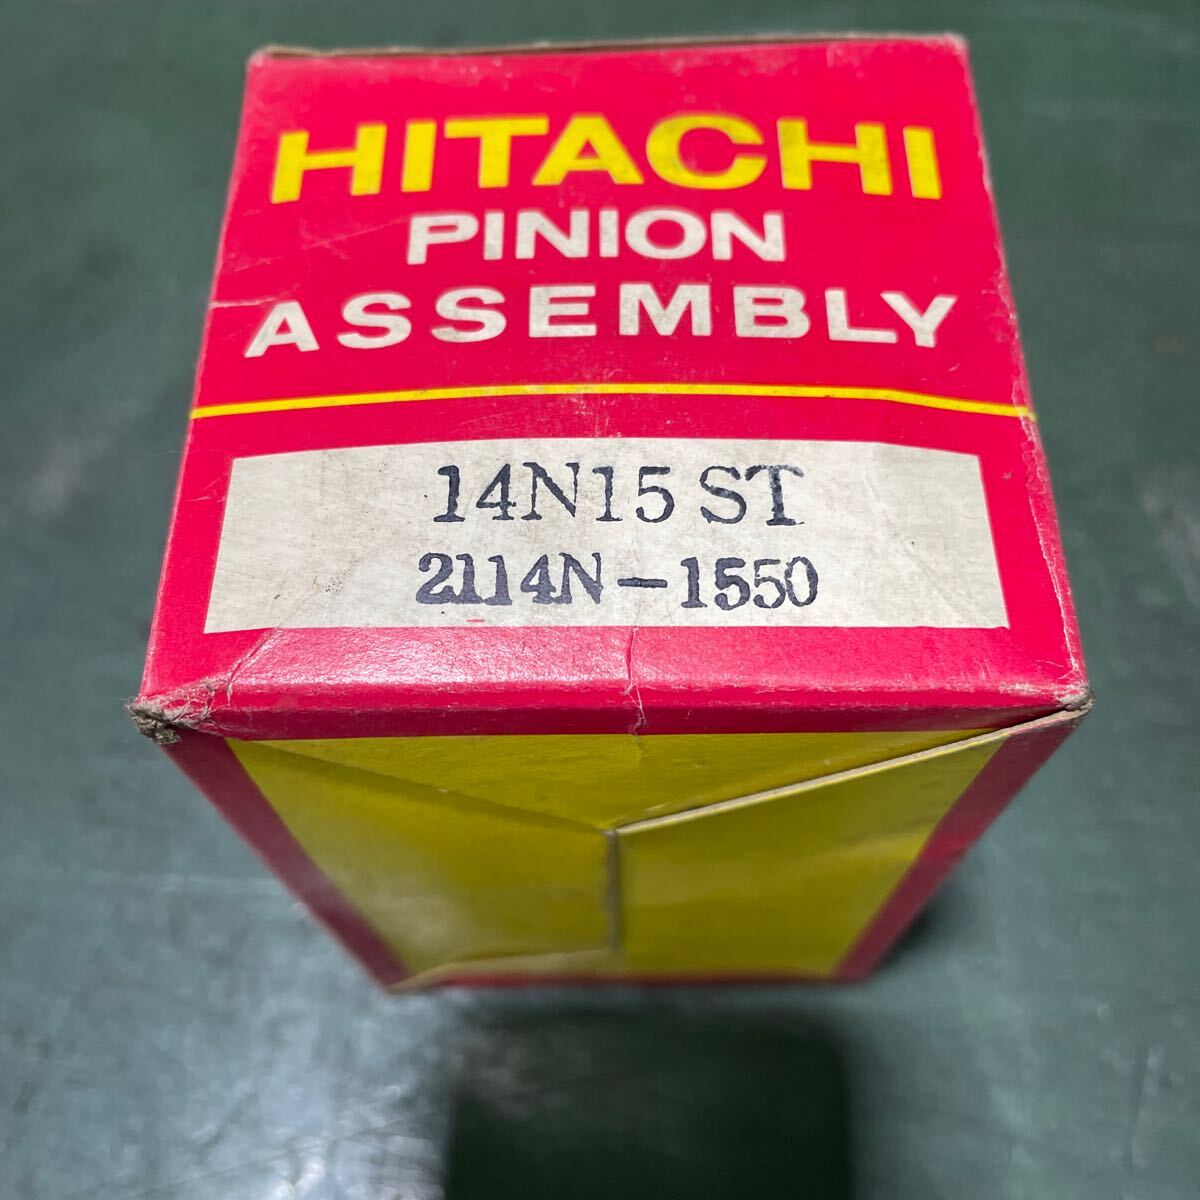 HITACHI
PINION
ASSEMBLY
14N15 ST
2114N-1550